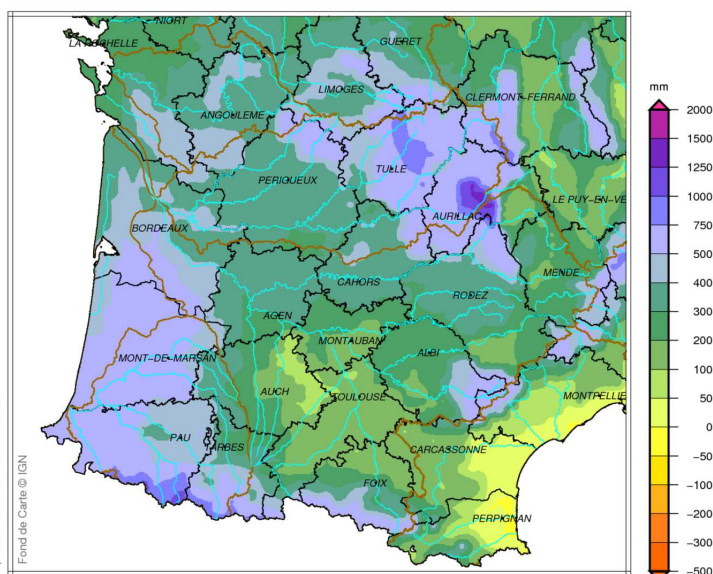 NIORT
LA ROCHELLE
GUERET
LIMOGES
CLERMONT-FERRAND
ANGOULEME
TULLE
PERIGUEUX
LE PUY-EN-VE
AURILLAC
BORDEAUX
MENDE
CAHORS
RODEZ
AGEN
MONTAUBAN
ALBI
MONT-DE-MARSAN
AUCH
TOULOUSE
MONTPELLIE
PAU
TARBES
CARCASSONNE
FOIX
PERPIGNAN
Fond de Carte © IGN
mm
2000
1500
1250
1000
750
500
400
300
200
100
50
0
-50
-100
-200
-300
-500